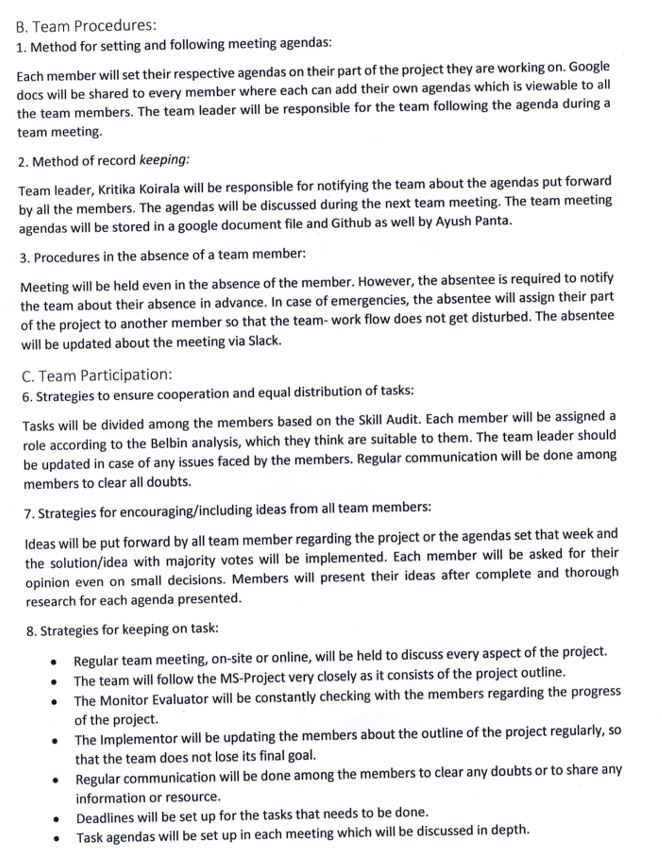 B. Team Procedures:
1. Method for setting and following meeting agendas:
Each member will set their respective agendas on their part of the project they are working on. Google
docs will be shared to every member where each can add their own agendas which is viewable to all
the team members. The team leader will be responsible for the team following the agenda during a
team meeting.
2. Method of record keeping:
Team leader, Kritika Koirala will be responsible for notifying the team about the agendas put forward
by all the members. The agendas will be discussed during the next team meeting. The team meeting
agendas will be stored in a google document file and Github as well by Ayush Panta.
3. Procedures in the absence of a team member:
Meeting will be held even in the absence of the member. However, the absentee is required to notify
the team about their absence in advance. In case of emergencies, the absentee will assign their part
of the project to another member so that the team- work flow does not get disturbed. The absentee
will be updated about the meeting via Slack.
C. Team Participation:
6. Strategies to ensure cooperation and equal distribution of tasks:
Tasks will be divided among the members based on the Skill Audit. Each member will be assigned a
role according to the Belbin analysis, which they think are suitable to them. The team leader should
be updated in case of any issues faced by the members. Regular communication will be done among
members to clear all doubts.
7. Strategies for encouraging/including ideas from all team members:
Ideas will be put forward by all team member regarding the project or the agendas set that week and
the solution/idea with majority votes will be implemented. Each member will be asked for their
opinion even on small decisions. Members will present their ideas after complete and thorough
research for each agenda presented.
8. Strategies for keeping on task:
• Regular team meeting, on-site or online, will be held to discuss every aspect of the project.
• The team will follow the MS-Project very closely as it consists of the project outline.
• The Monitor Evaluator will be constantly checking with the members regarding the progress
of the project.
• The Implementor will be updating the members about the outline of the project regularly, so
that the team does not lose its final goal.
• Regular communication will be done among the members to clear any doubts or to share any
information or resource.
• Deadlines will be set up for the tasks that needs to be done.
• Task agendas will be set up in each meeting which will be discussed in depth.